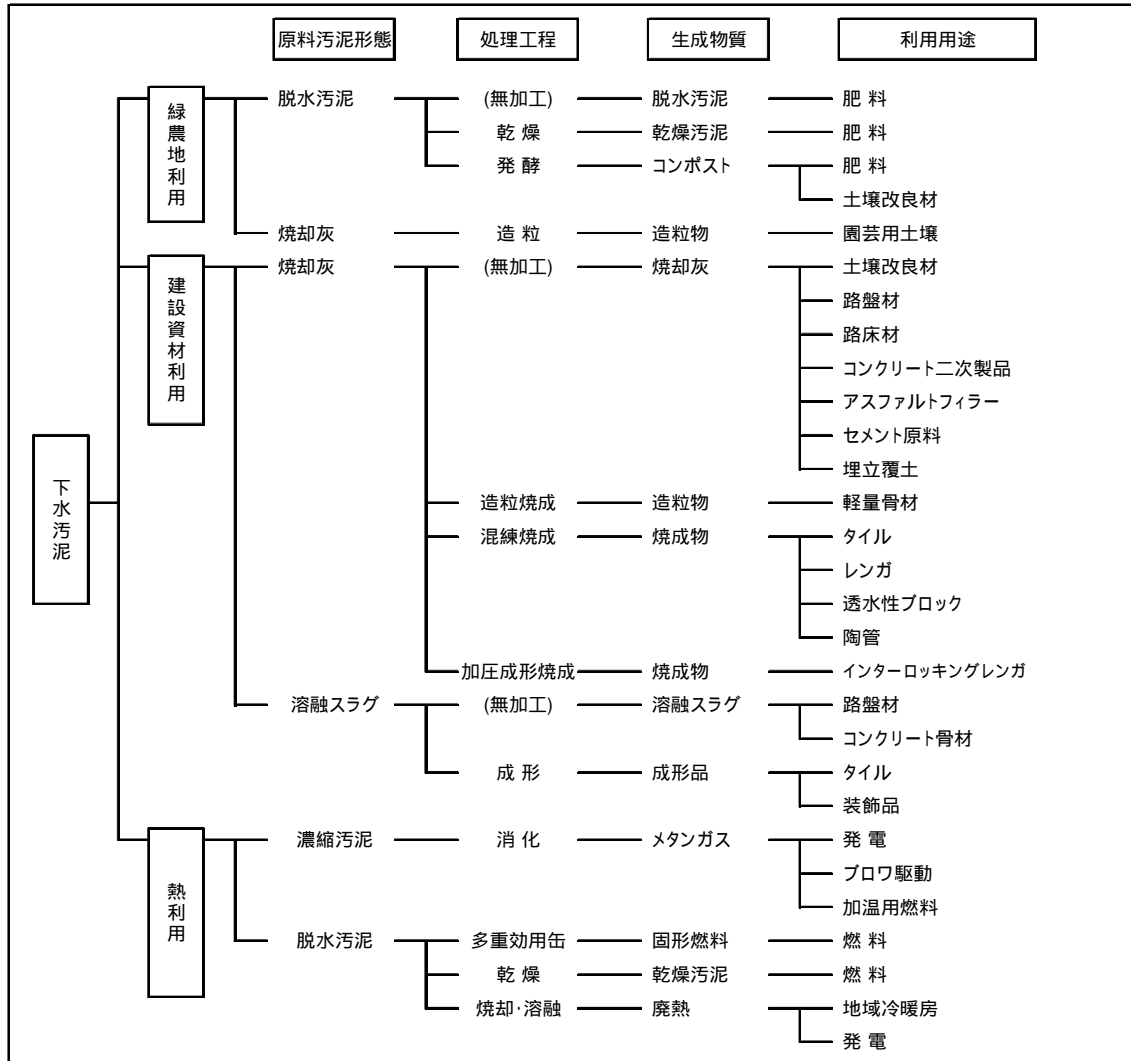 原料汚泥形態 処理工程 生成物質 利用用途
緑農地利用
脱水汚泥 (無加工) 脱水汚泥 肥料
乾燥 乾燥汚泥 肥料
発酵 コンポスト 肥料
土壌改良材
焼却灰 造粒 造粒物 園芸用土壌
建設資材利用
焼却灰 (無加工) 焼却灰 土壌改良材
路盤材
路床材
コンクリート二次製品
アスファルトフィラー
セメント原料
埋立覆土
下水汚泥
造粒焼成 造粒物 軽量骨材
混練焼成 焼成物 タイル
レンガ
透水性ブロック
陶管
加圧成形焼成 焼成物 インターロッキングレンガ
溶融スラグ (無加工) 溶融スラグ 路盤材
コンクリート骨材
成形 成形品 タイル
装飾品
熱利用
濃縮汚泥 消化 メタンガス 発電
ブロワ駆動
加温用燃料
脱水汚泥 多重効用缶 固形燃料 燃料
乾燥 乾燥汚泥 燃料
焼却・溶融 廃熱 地域冷暖房
発電